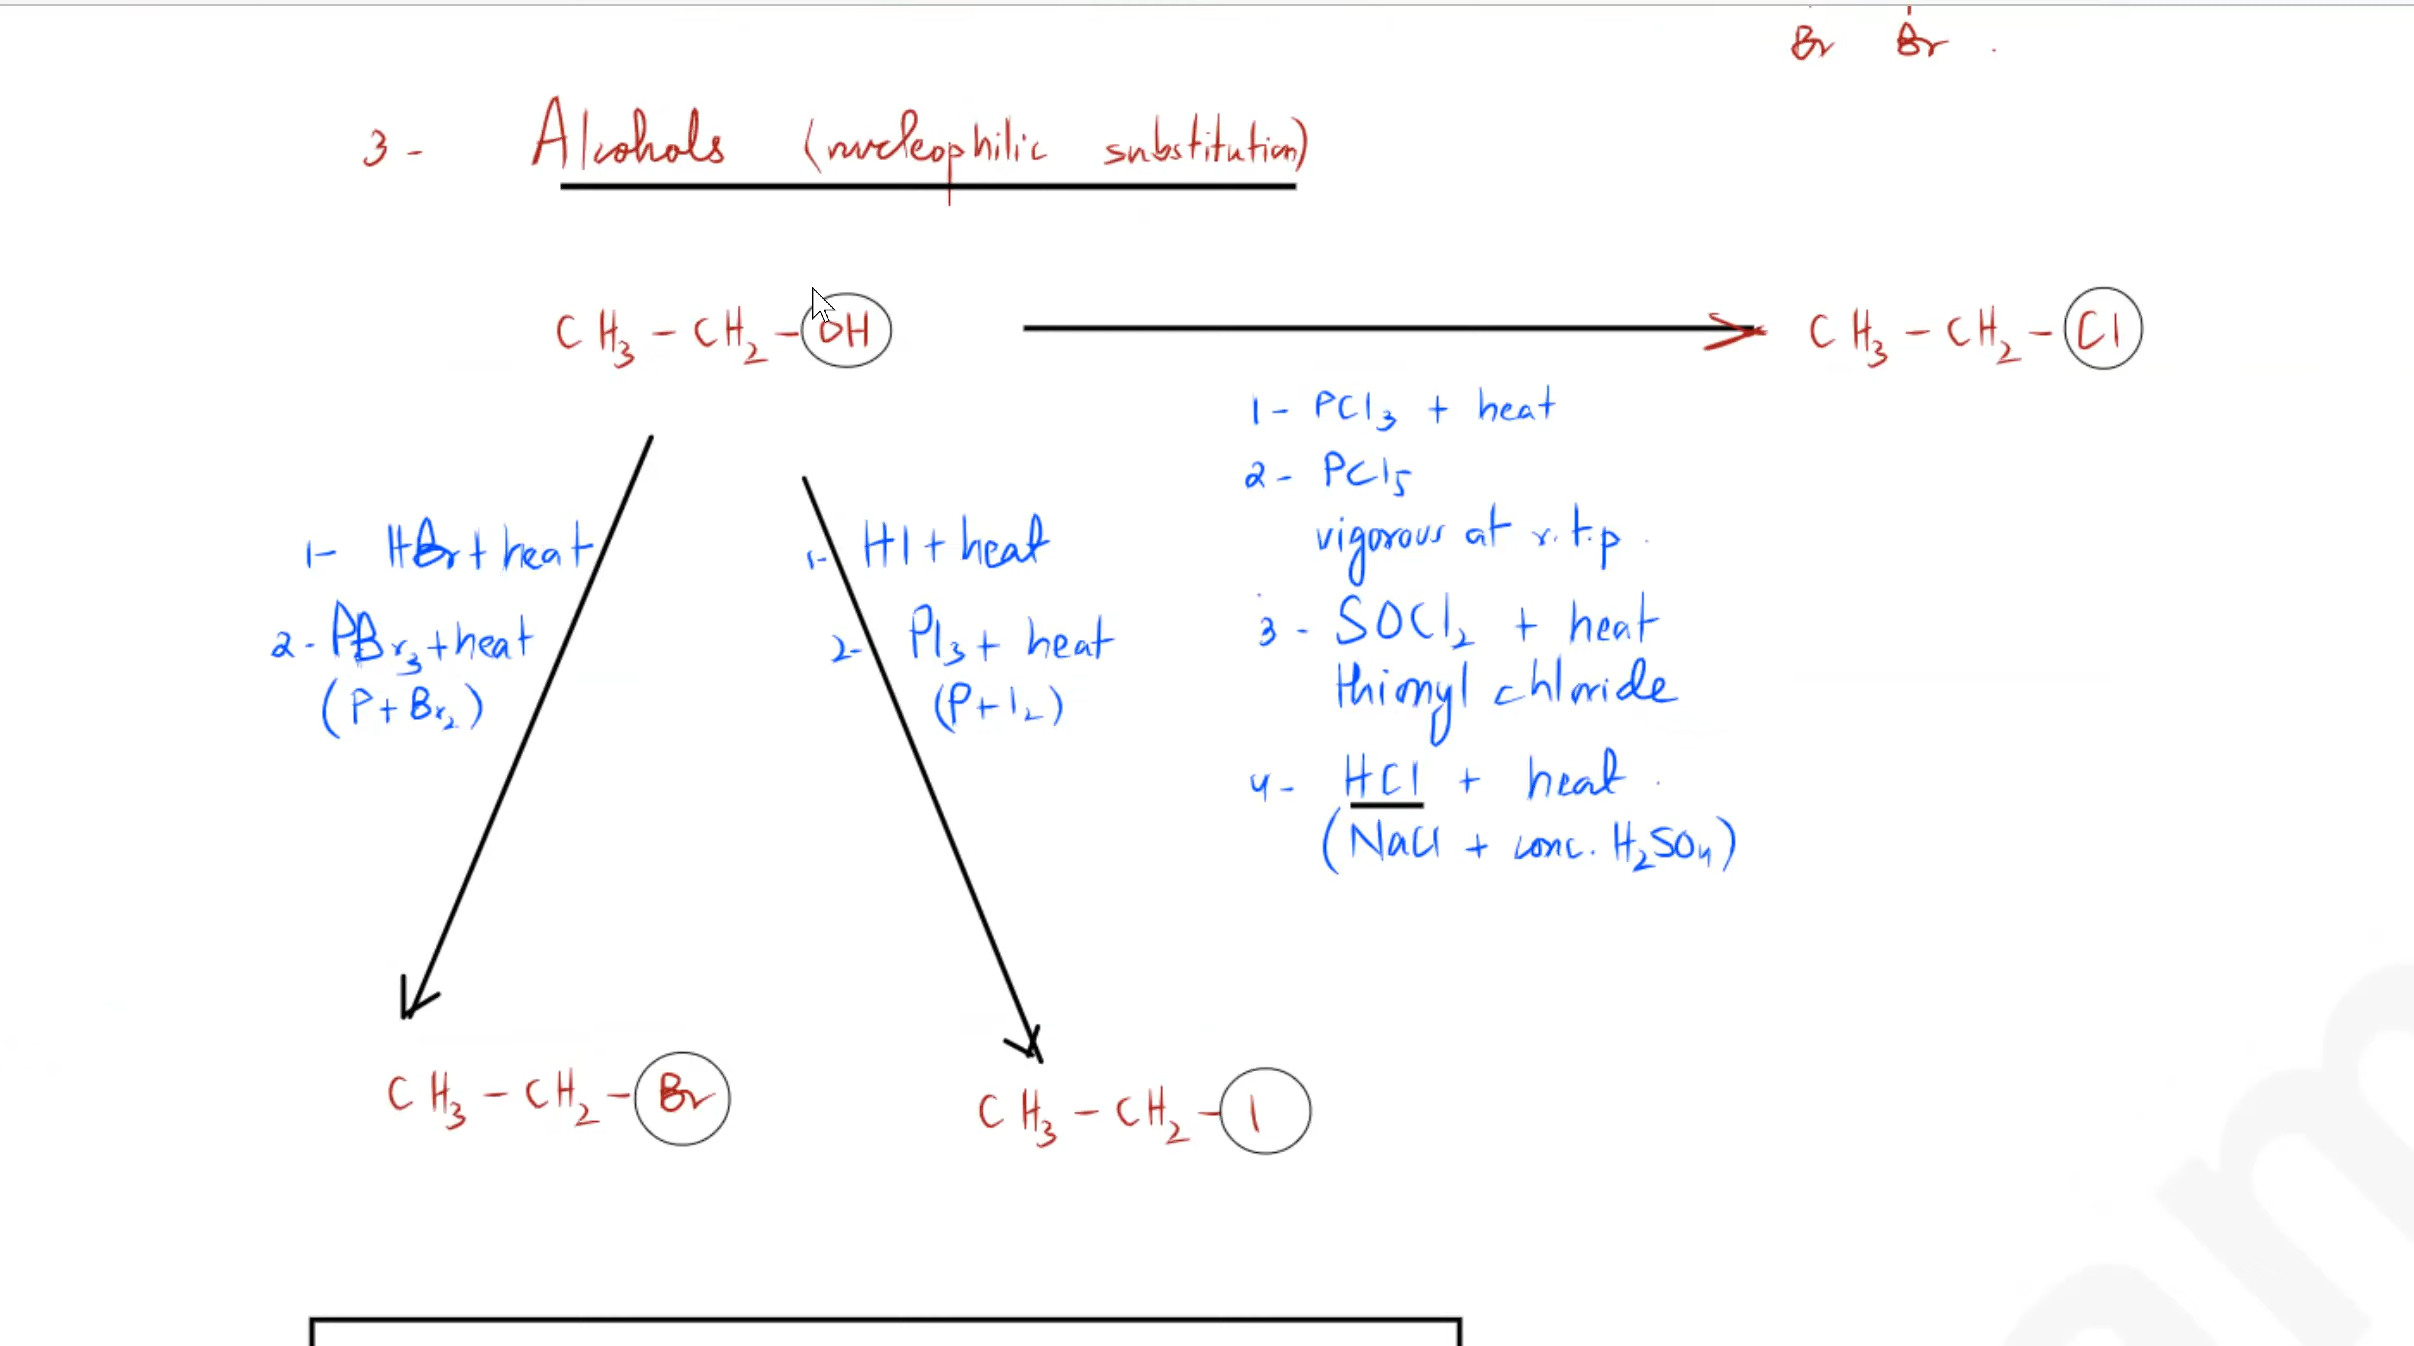 Br Br
3- Alcohols (nucleophilic substitution)
CH₃-CH₂-OH
CH₃-CH₂-Cl
1- PCl₃ + heat
2- PCl₅
vigorous at r.t.p.
3- SOCl₂ + heat
thionyl chloride
4- HCl + heat.
(NaCl + conc. H₂SO₄)
1- HBr + heat
2- PBr₃ + heat
(P + Br₂)
1- HI + heat
2- PI₃ + heat
(P + I₂)
CH₃-CH₂-Br
CH₃-CH₂-I